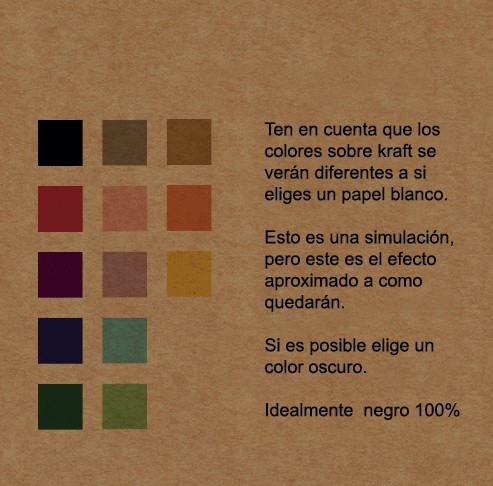 Ten en cuenta que los
colores sobre kraft se
verán diferentes a si
eliges un papel blanco.
Esto es una simulación,
pero este es el efecto
aproximado a como
quedarán.
Si es posible elige un
color oscuro.
Idealmente  negro 100%